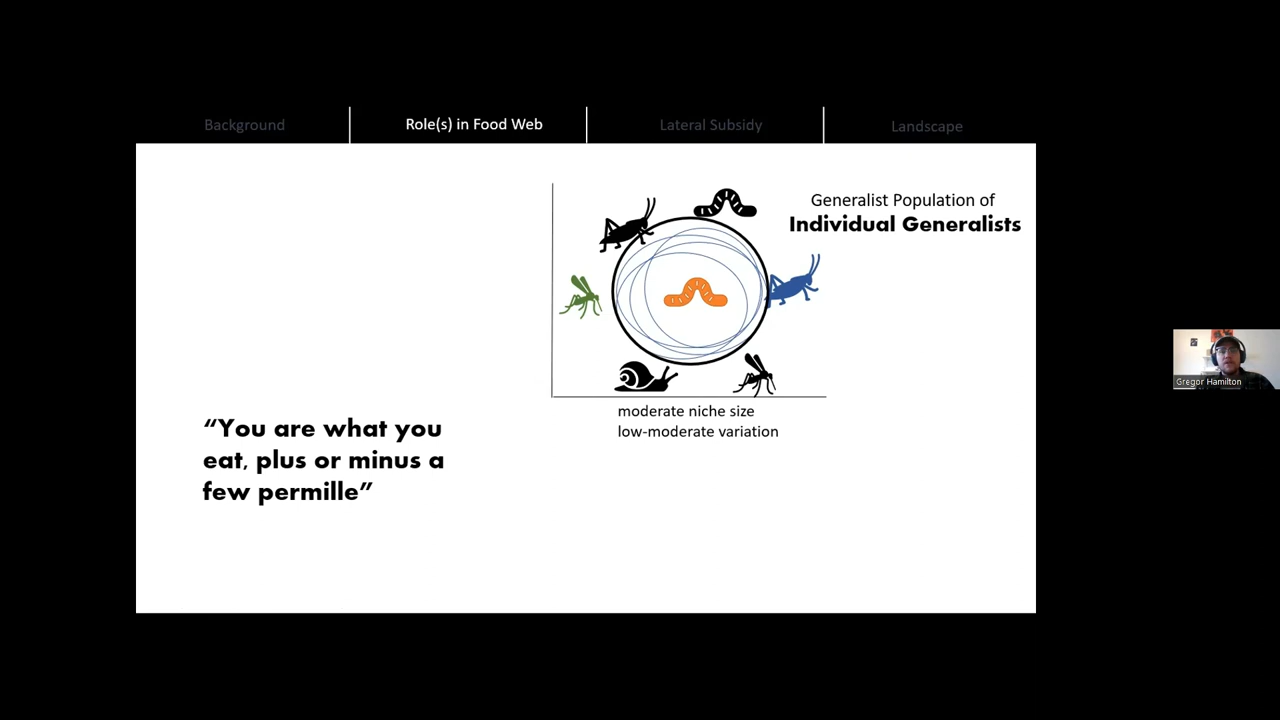 Background
Role(s) in Food Web
Lateral Subsidy
Landscape
Generalist Population of
Individual Generalists
moderate niche size
low-moderate variation
“You are what you
eat, plus or minus a
few permille”
Gregor Hamilton